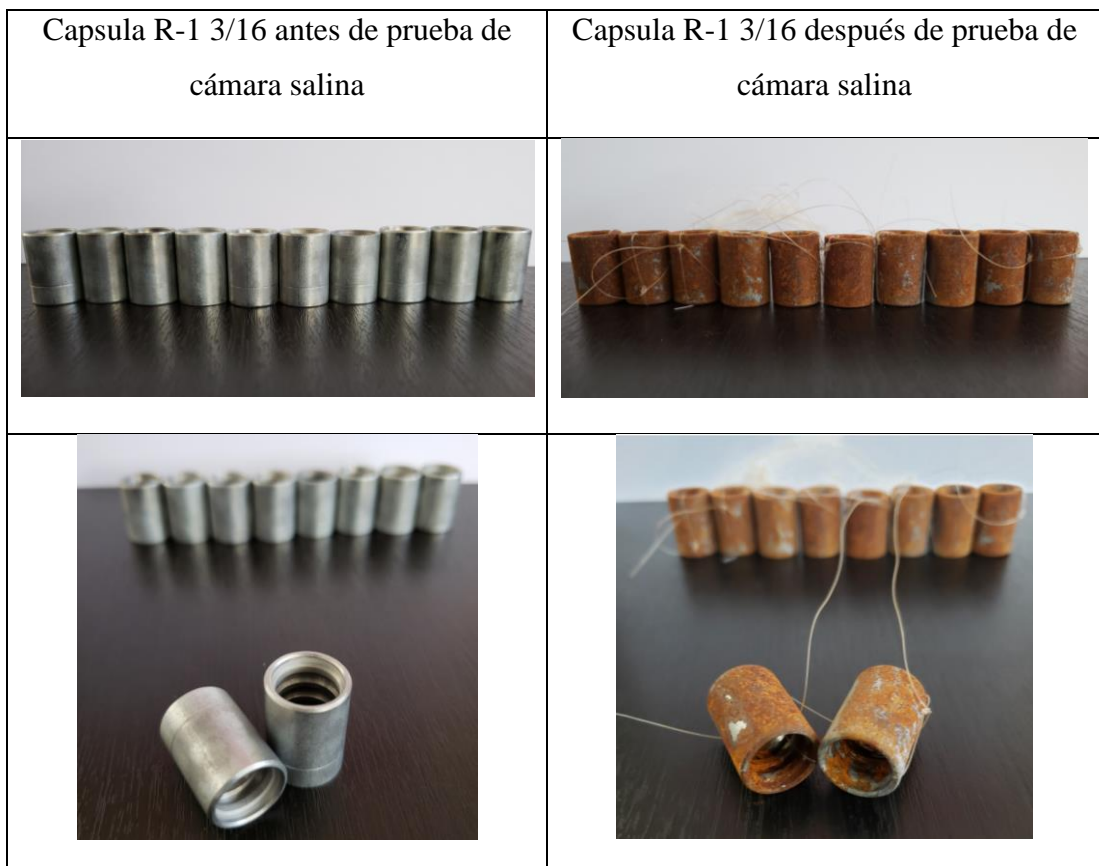 Capsula R-1 3/16 antes de prueba de
cámara salina
Capsula R-1 3/16 después de prueba de
cámara salina